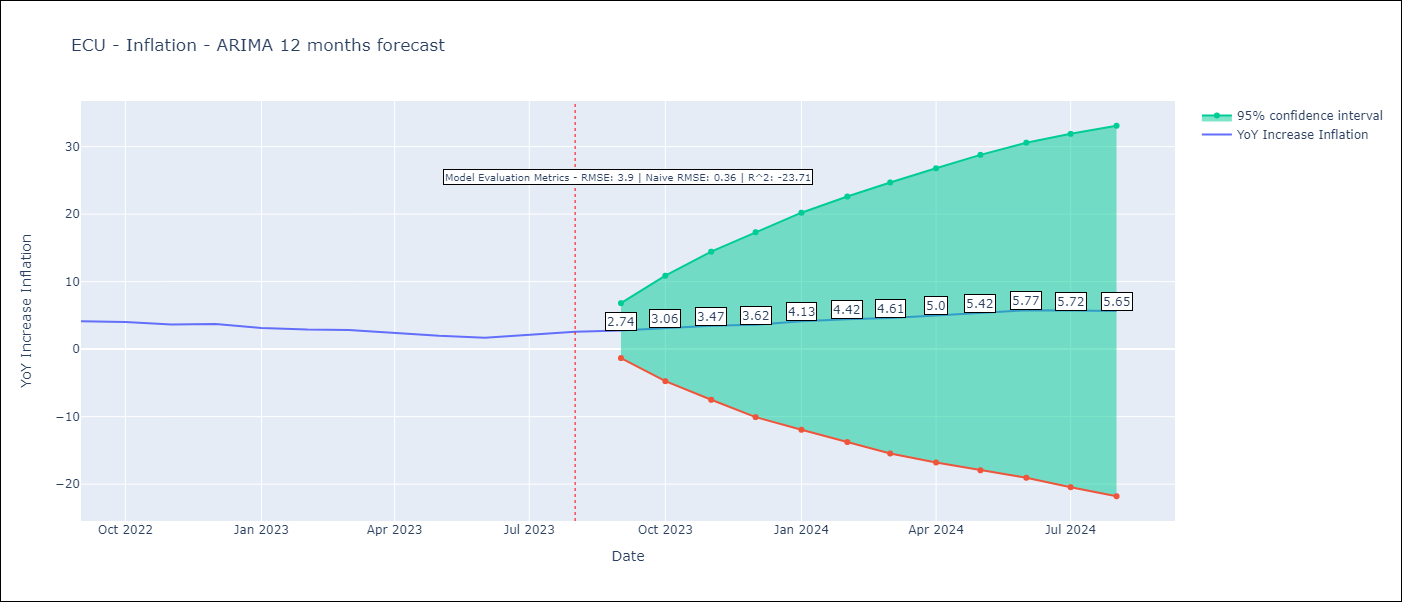 ECU - Inflation - ARIMA 12 months forecast
95% confidence interval
YoY Increase Inflation
Model Evaluation Metrics - RMSE: 3.9 | Naive RMSE: 0.36 | R^2: -23.71
YoY Increase Inflation
30
20
10
0
−10
−20
2.74
3.06
3.47
3.62
4.13
4.42
4.61
5.0
5.42
5.77
5.72
5.65
Oct 2022
Jan 2023
Apr 2023
Jul 2023
Oct 2023
Jan 2024
Apr 2024
Jul 2024
Date